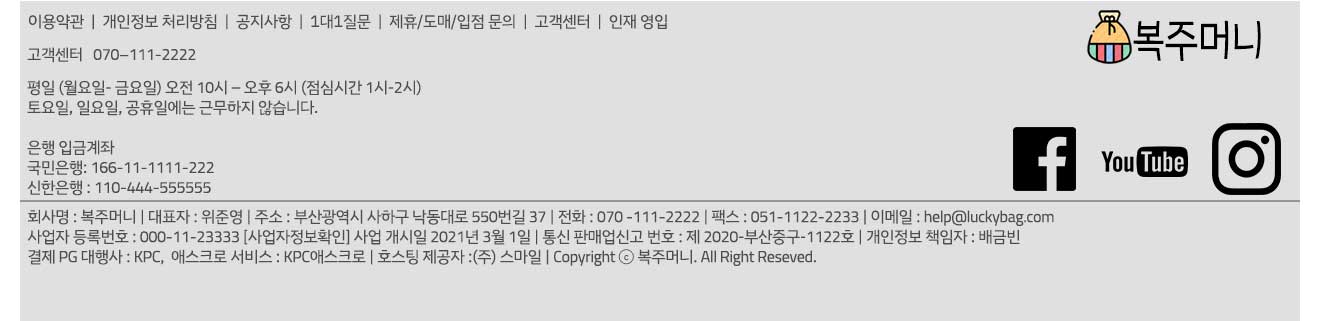 이용약관 | 개인정보 처리방침 | 공지사항 | 1대1질문 | 제휴/도매/입점 문의 | 고객센터 | 인재 영입
복주머니
고객센터 070–111-2222
평일 (월요일- 금요일) 오전 10시 – 오후 6시 (점심시간 1시-2시)
토요일, 일요일, 공휴일에는 근무하지 않습니다.
은행 입금계좌
국민은행: 166-11-1111-222
신한은행 : 110-444-555555
You Tube
회사명 : 복주머니 | 대표자 : 위준영 | 주소 : 부산광역시 사하구 낙동대로 550번길 37 | 전화 : 070 -111-2222 | 팩스 : 051-1122-2233 | 이메일 : help@luckybag.com
사업자 등록번호 : 000-11-23333 [사업자정보확인] 사업 개시일 2021년 3월 1일 | 통신 판매업신고 번호 : 제 2020-부산중구-1122호 | 개인정보 책임자 : 배금빈
결제 PG 대행사 : KPC, 애스크로 서비스 : KPC애스크로 | 호스팅 제공자 :(주) 스마일 | Copyright ⓒ 복주머니. All Right Reseved.